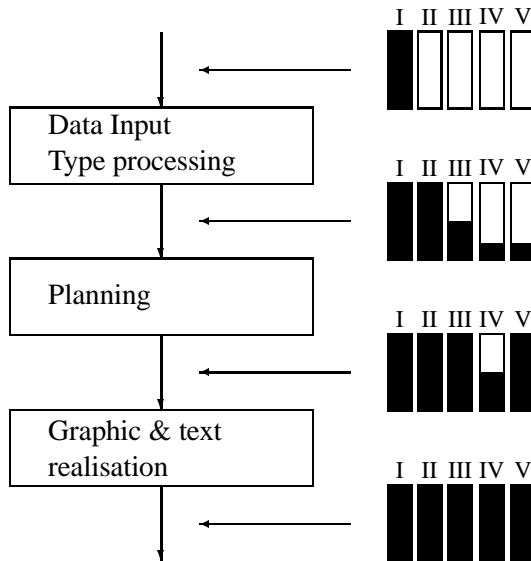 I II III IV V
Data Input
Type processing
I II III IV V
Planning
I II III IV V
Graphic & text
realisation
I II III IV V